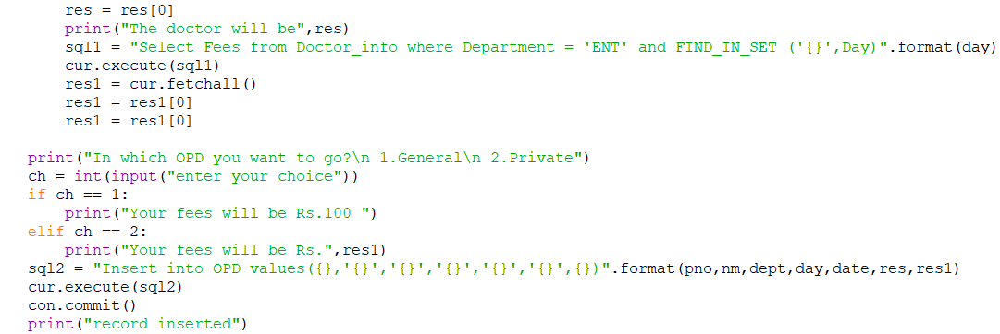 res = res[0]
print("The doctor will be",res)
sql1 = "Select Fees from Doctor_info where Department = 'ENT' and FIND_IN_SET ('{}',Day)".format(day)
cur.execute(sql1)
res1 = cur.fetchall()
res1 = res1[0]
res1 = res1[0]
print("In which OPD you want to go?\n 1.General\n 2.Private")
ch = int(input("enter your choice"))
if ch == 1:
print("Your fees will be Rs.100 ")
elif ch == 2:
print("Your fees will be Rs.",res1)
sql2 = "Insert into OPD values({},'{}','{}','{}','{}','{}',{})".format(pno,nm,dept,day,date,res,res1)
cur.execute(sql2)
con.commit()
print("record inserted")